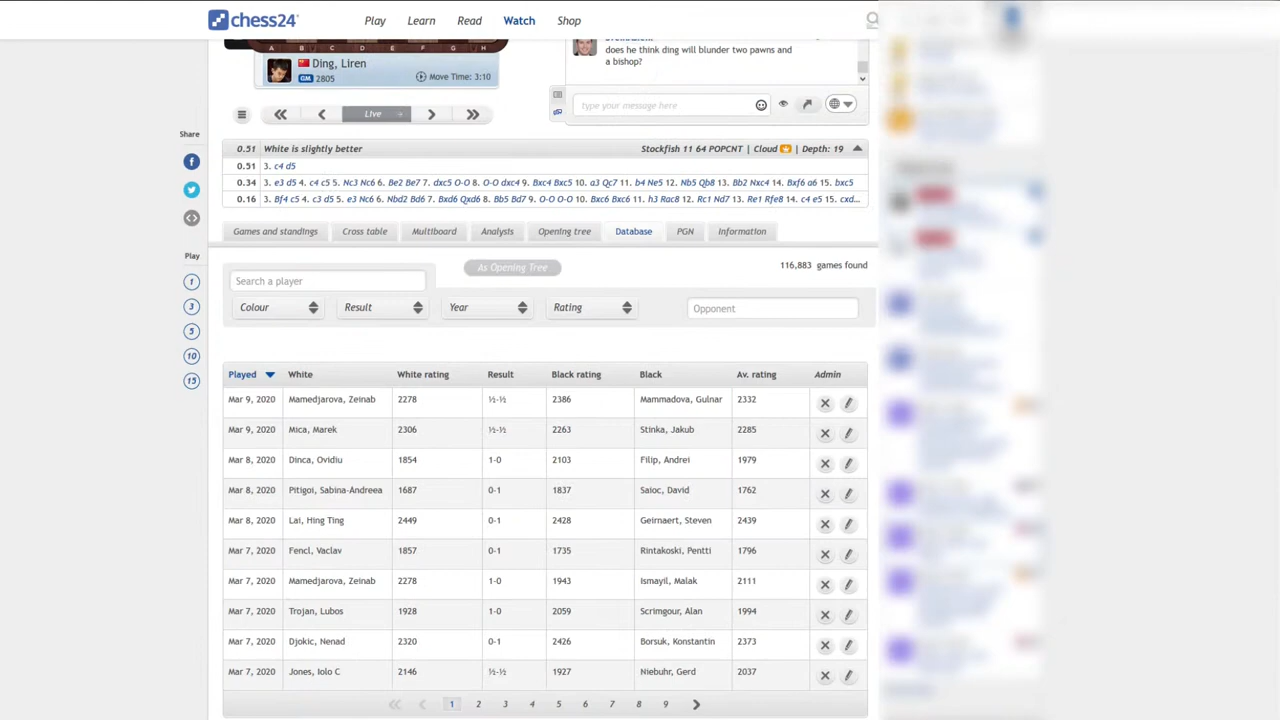 chess24
Play Learn Read Watch Shop
A B C D E F G H
Ding, Liren
GM 2805
Move Time: 3:10
does he think ding will blunder two pawns and
a bishop?
type your message here
Live
Share
0.51 White is slightly better Stockfish 11 64 POPCNT | Cloud | Depth: 19
0.51 3. c4 d5
0.34 3. e3 d5 4. c4 c5 5. Nc3 Nc6 6. Be2 Be7 7. dxc5 O-O 8. O-O dxc4 9. Bxc4 Bxc5 10. a3 Qc7 11. b4 Ne5 12. Nb5 Qb8 13. Bb2 Nxc4 14. Bxf6 a6 15. bxc5
0.16 3. Bf4 c5 4. c3 d5 5. e3 Nc6 6. Nbd2 Bd6 7. Bxd6 Qxd6 8. Bb5 Bd7 9. O-O O-O 10. Bxc6 Bxc6 11. h3 Rac8 12. Rc1 Nd7 13. Re1 Rfe8 14. c4 e5 15. cxd...
Games and standings Cross table Multiboard Analysis Opening tree Database PGN Information
Play
1
3
5
10
15
As Opening Tree 116,883 games found
Search a player
Colour Result Year Rating Opponent
Played White White rating Result Black rating Black Av. rating Admin
Mar 9, 2020 Mamedjarova, Zeinab 2278 ½-½ 2386 Mammadova, Gulnar 2332
Mar 9, 2020 Mica, Marek 2306 ½-½ 2263 Stinka, Jakub 2285
Mar 8, 2020 Dinca, Ovidiu 1854 1-0 2103 Filip, Andrei 1979
Mar 8, 2020 Pitigoi, Sabina-Andreea 1687 0-1 1837 Saioc, David 1762
Mar 8, 2020 Lai, Hing Ting 2449 0-1 2428 Geirnaert, Steven 2439
Mar 7, 2020 Fencl, Vaclav 1857 0-1 1735 Rintakoski, Pentti 1796
Mar 7, 2020 Mamedjarova, Zeinab 2278 1-0 1943 Ismayil, Malak 2111
Mar 7, 2020 Trojan, Lubos 1928 1-0 2059 Scrimgour, Alan 1994
Mar 7, 2020 Djokic, Nenad 2320 0-1 2426 Borsuk, Konstantin 2373
Mar 7, 2020 Jones, Iolo C 2146 ½-½ 1927 Niebuhr, Gerd 2037
1 2 3 4 5 6 7 8 9